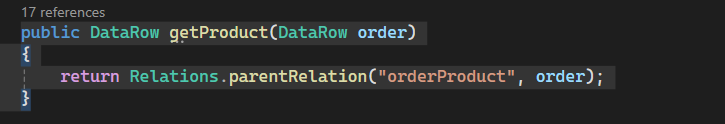 17 references
public DataRow getProduct(DataRow order)
{
return Relations.parentRelation("orderProduct", order);
}